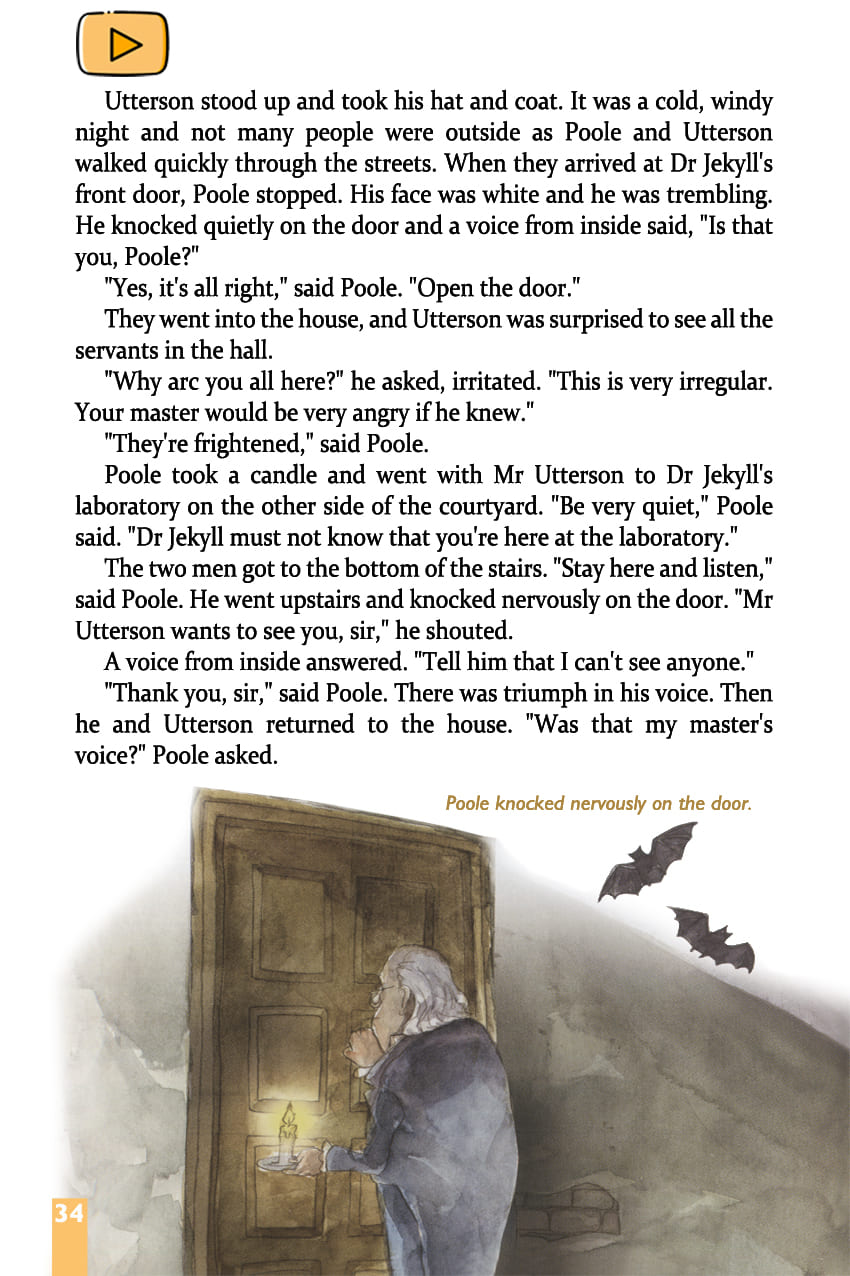 Utterson stood up and took his hat and coat. It was a cold, windy
night and not many people were outside as Poole and Utterson
walked quickly through the streets. When they arrived at Dr Jekyll's
front door, Poole stopped. His face was white and he was trembling.
He knocked quietly on the door and a voice from inside said, "Is that
you, Poole?"
"Yes, it's all right," said Poole. "Open the door."
They went into the house, and Utterson was surprised to see all the
servants in the hall.
"Why arc you all here?" he asked, irritated. "This is very irregular.
Your master would be very angry if he knew."
"They're frightened," said Poole.
Poole took a candle and went with Mr Utterson to Dr Jekyll's
laboratory on the other side of the courtyard. "Be very quiet," Poole
said. "Dr Jekyll must not know that you're here at the laboratory."
The two men got to the bottom of the stairs. "Stay here and listen,"
said Poole. He went upstairs and knocked nervously on the door. "Mr
Utterson wants to see you, sir," he shouted.
A voice from inside answered. "Tell him that I can't see anyone."
"Thank you, sir," said Poole. There was triumph in his voice. Then
he and Utterson returned to the house. "Was that my master's
voice?" Poole asked.
Poole knocked nervously on the door.
34